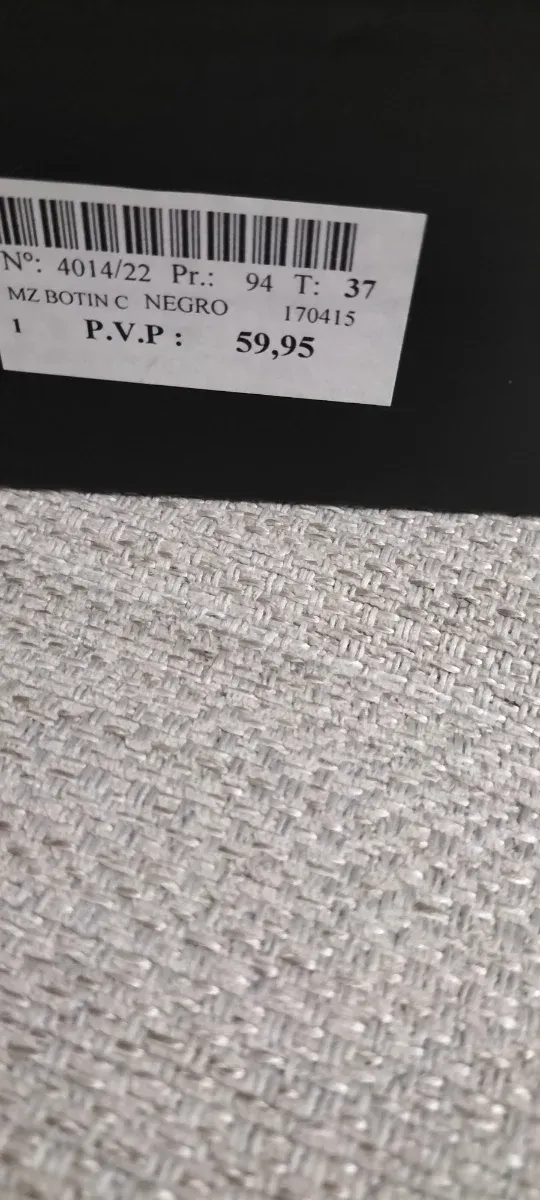 Nº: 4014/22 Pr.: 94 T: 37
MZ BOTIN C NEGRO 170415
1 P.V.P : 59,95